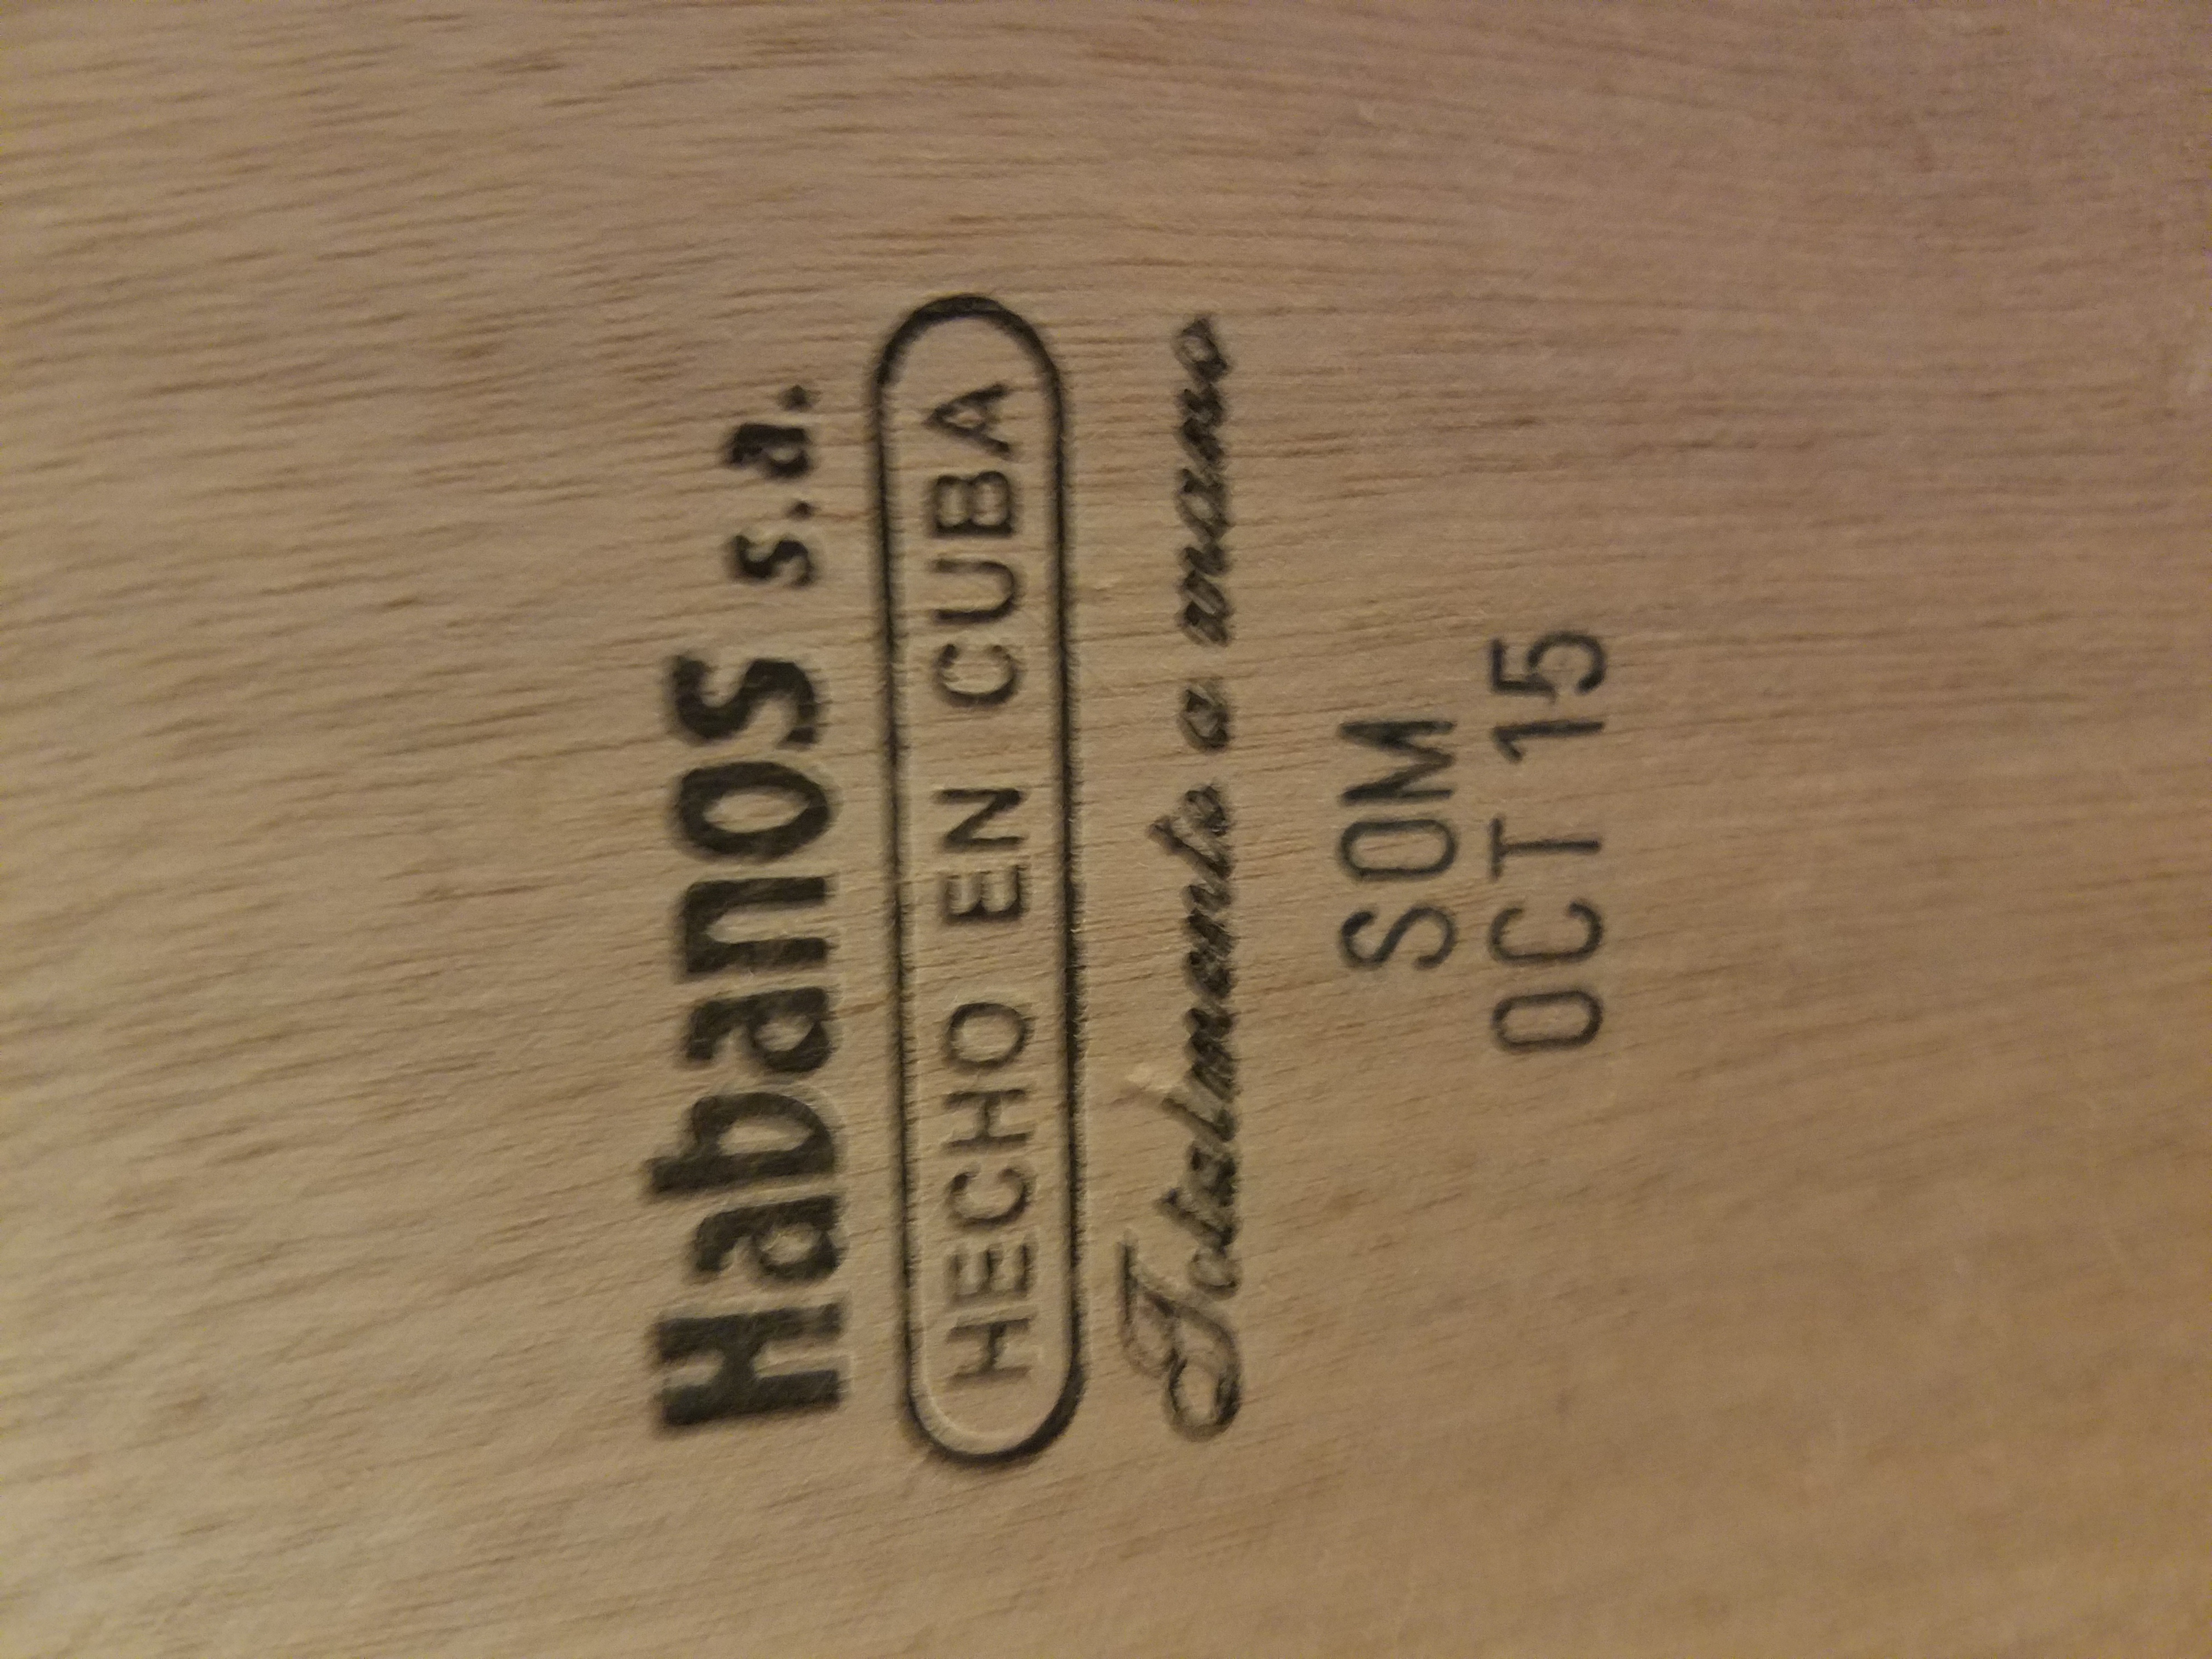 Habanos s.a.
HECHO EN CUBA
Totalmente a mano
SOM
OCT 15